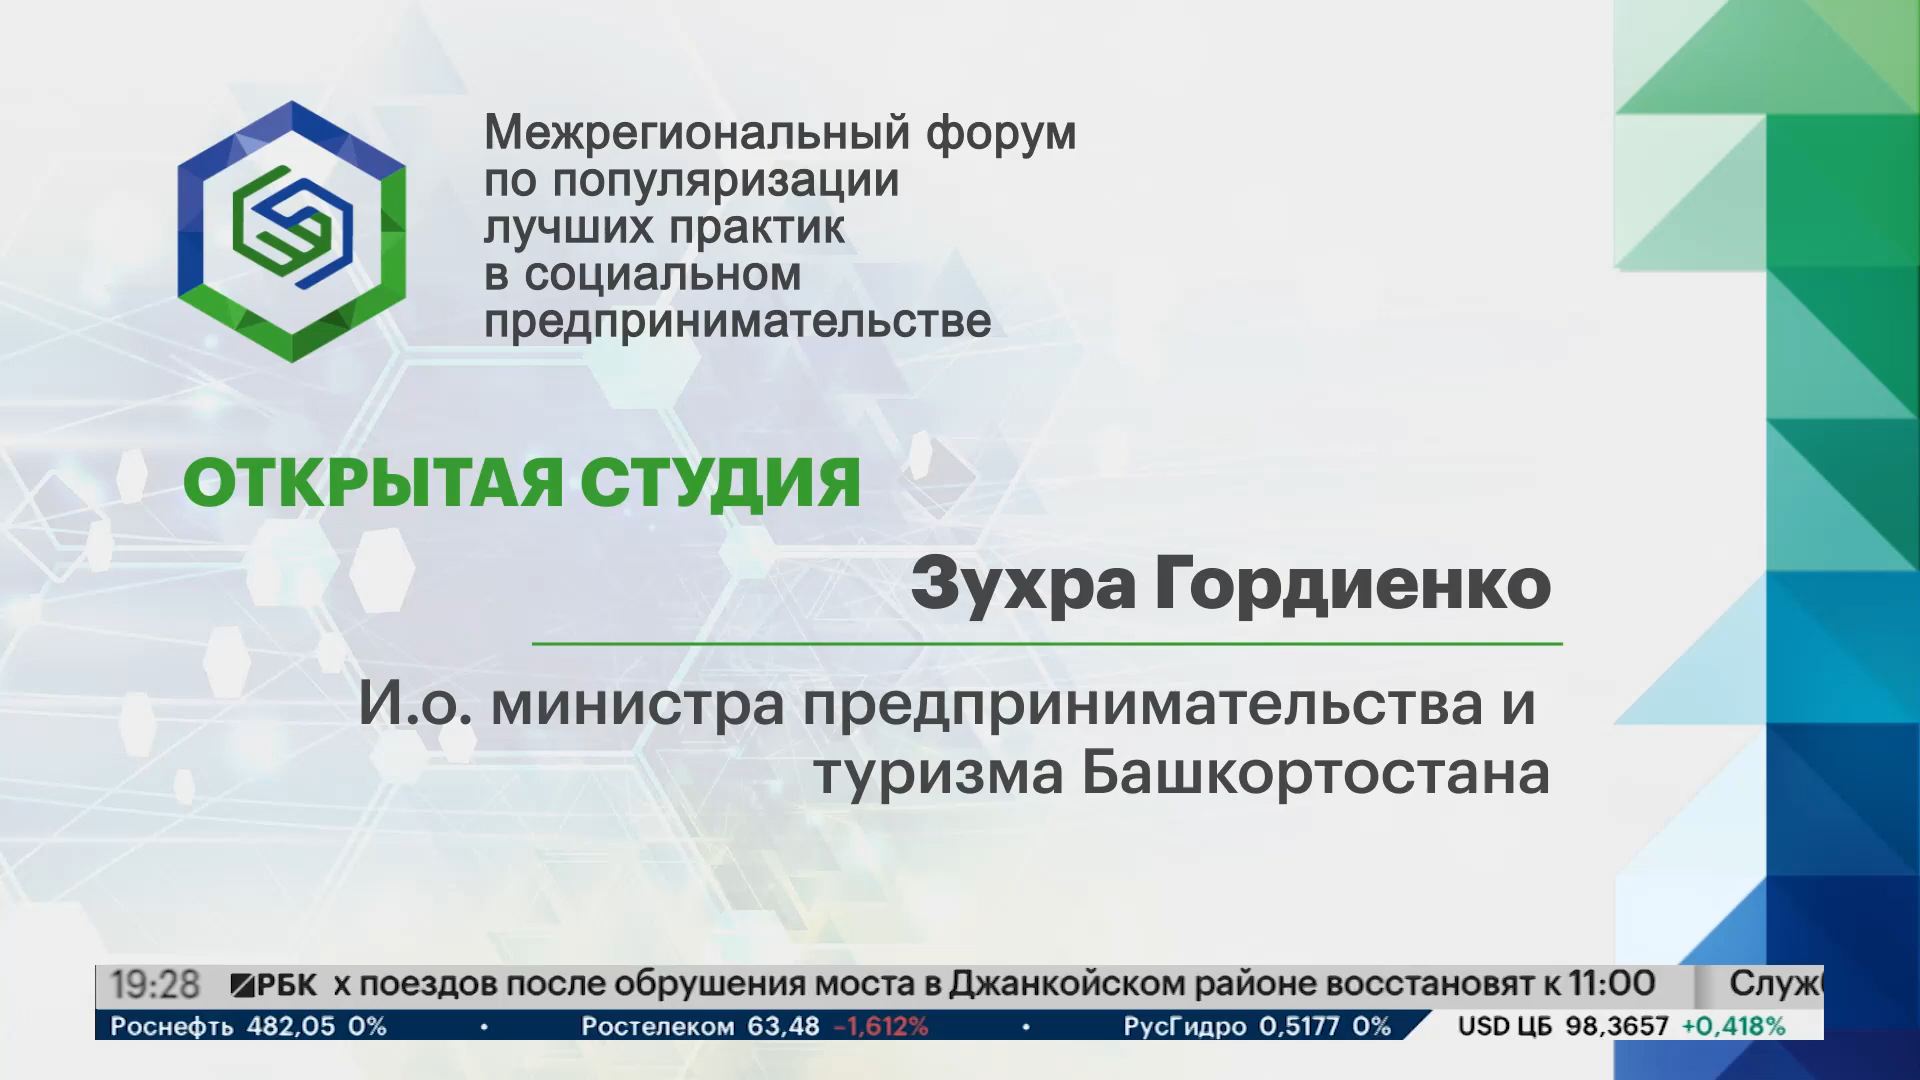 Межрегиональный форум
по популяризации
лучших практик
в социальном
предпринимательстве
ОТКРЫТАЯ СТУДИЯ
Зухра Гордиенко
И.о. министра предпринимательства и
туризма Башкортостана
19:28 РБК х поездов после обрушения моста в Джанкойском районе восстановят к 11:00
Роснефть 482,05 0% • Ростелеком 63,48 -1,612% • РусГидро 0,5177 0% USD ЦБ 98,3657 +0,418%